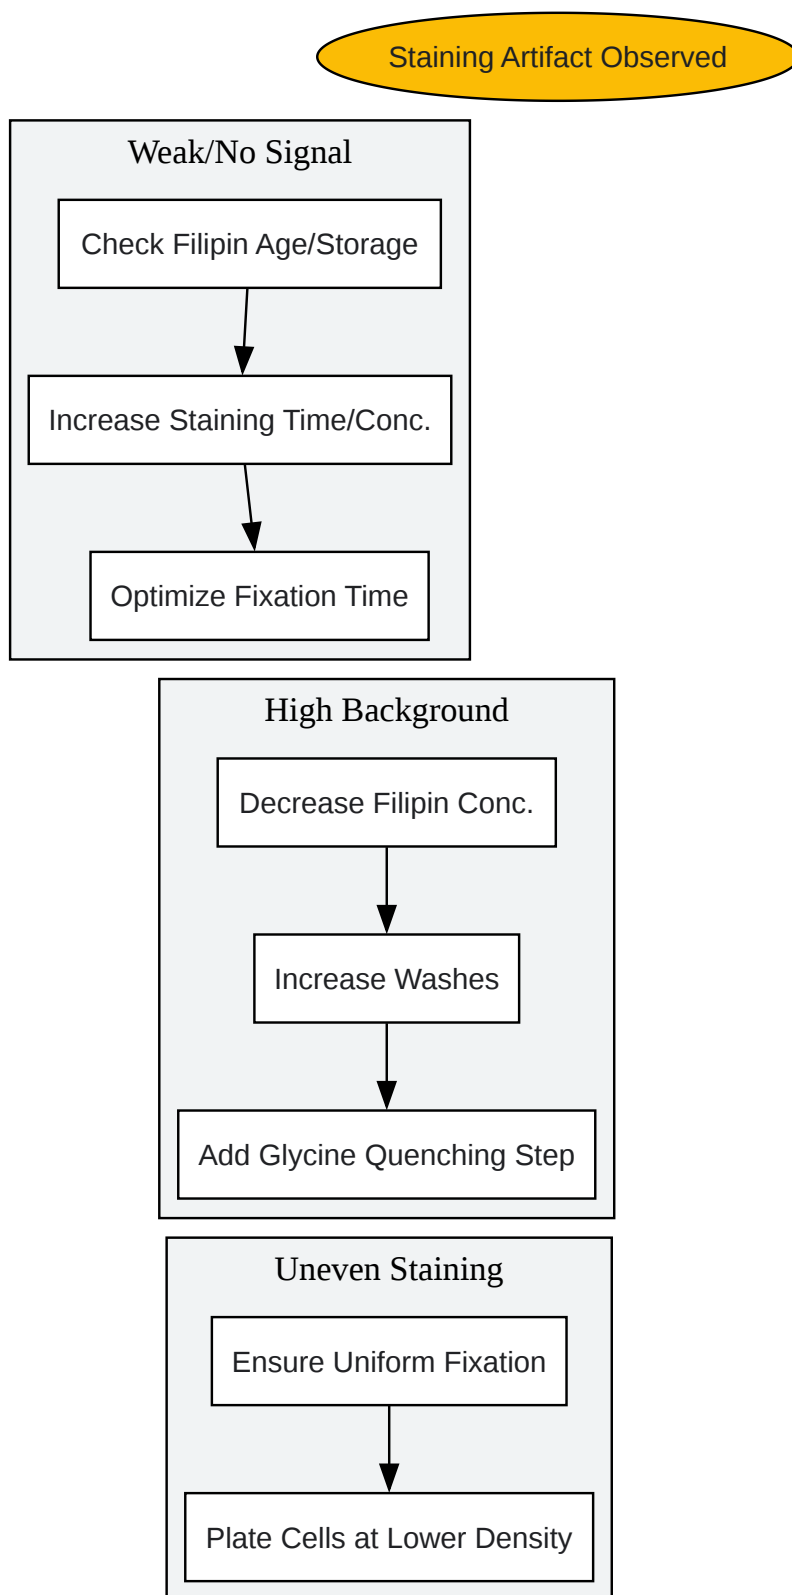 Staining Artifact Observed
Weak/No Signal
Check Filipin Age/Storage
Increase Staining Time/Conc.
Optimize Fixation Time
High Background
Decrease Filipin Conc.
Increase Washes
Add Glycine Quenching Step
Uneven Staining
Ensure Uniform Fixation
Plate Cells at Lower Density